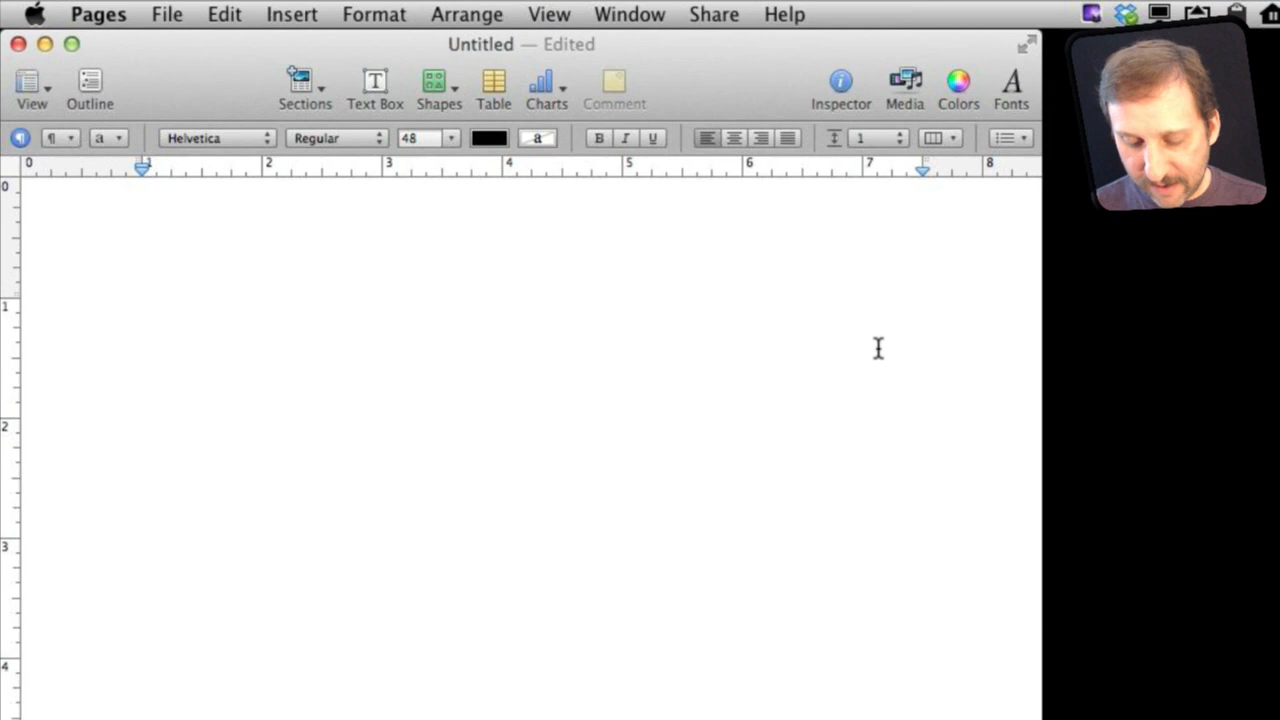 Pages File Edit Insert Format Arrange View Window Share Help
Untitled — Edited
View Outline Sections Text Box Shapes Table Charts Comment Inspector Media Colors Fonts
a Helvetica Regular 48 a B I U 1
0 1 2 3 4 5 6 7 8
0
1
2
3
4